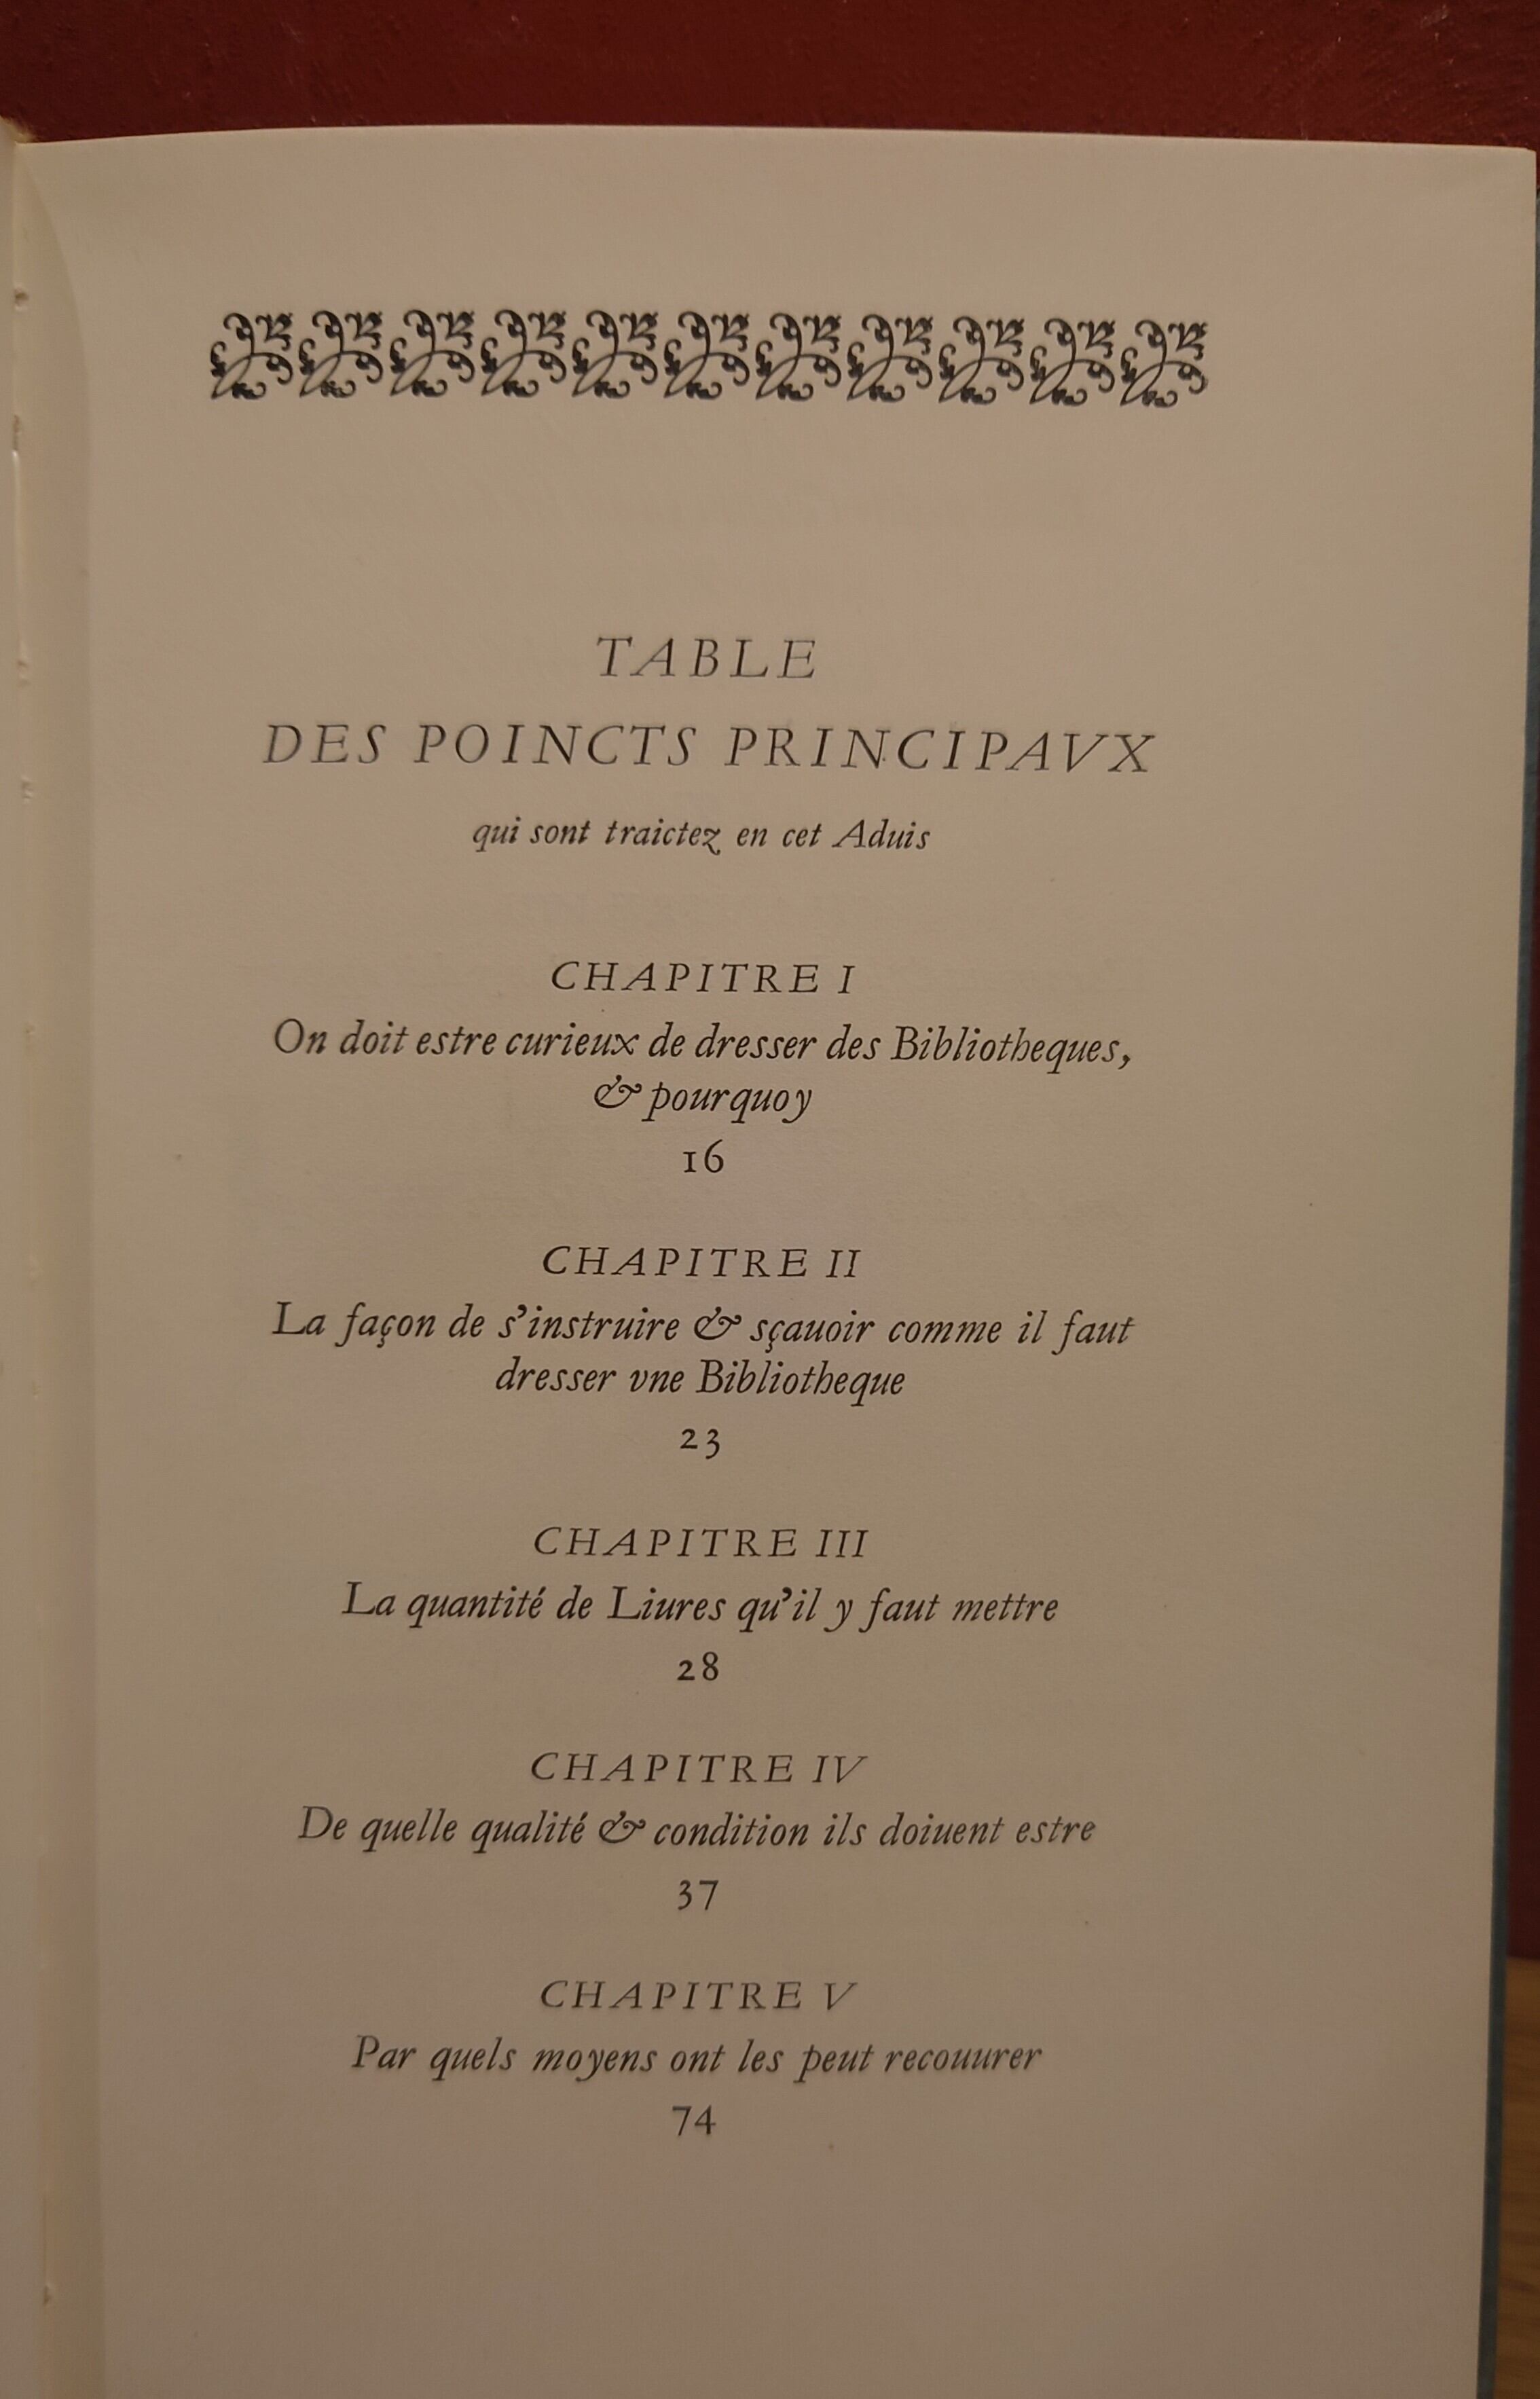 TABLE
DES POINCTS PRINCIPAVX
qui sont traictez en cet Aduis
CHAPITRE I
On doit estre curieux de dresser des Bibliotheques,
& pourquoy
16
CHAPITRE II
La façon de s'instruire & sçauoir comme il faut
dresser vne Bibliotheque
23
CHAPITRE III
La quantité de Liures qu'il y faut mettre
28
CHAPITRE IV
De quelle qualité & condition ils doiuent estre
37
CHAPITRE V
Par quels moyens ont les peut recouurer
74